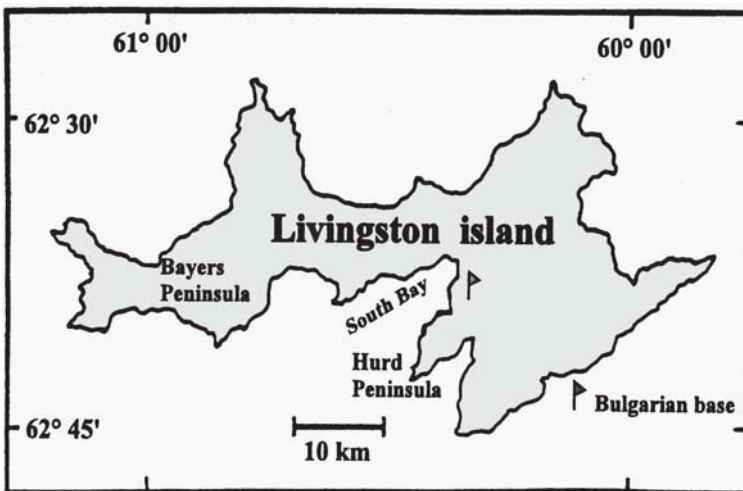 61° 00'
60° 00'
62° 30'
Livingston island
Bayers
Peninsula
South Bay
Hurd
Peninsula
Bulgarian base
62° 45'
10 km